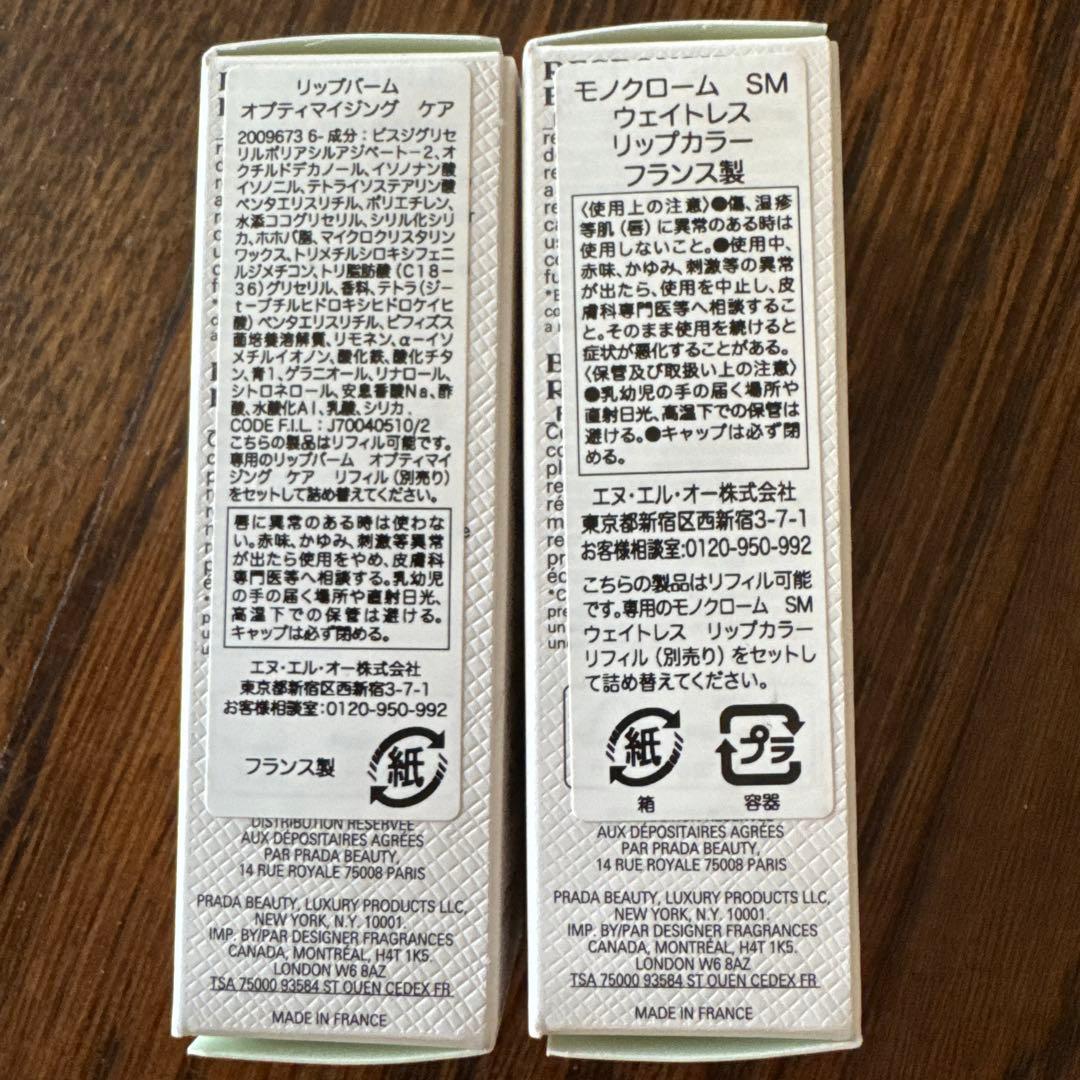 リップバーム
オプティマイジング ケア
2009673 6- 成分：ビスジグリセ
リルポリアシルアジペート−2、オ
クチルドデカノール、イソノナン酸
イソノニル、テトライソステアリン酸
ペンタエリスリチル、ポリエチレン、
水添ココグリセリル、シリル化シリ
カ、ホホバ脂、マイクロクリスタリン
ワックス、トリメチルシロキシフェニ
ルジメチコン、トリ脂肪酸（C18−
36）グリセリル、香料、テトラ（ジー
t－ブチルヒドロキシヒドロケイヒ
酸）ペンタエリスリチル、ビフィズス
菌培養溶解質、リモネン、α－イソ
メチルイオノン、酸化鉄、酸化チタ
ン、青1、ゲラニオール、リナロール、
シトロネロール、安息香酸Na、酢
酸、水酸化Al、乳酸、シリカ
CODE F.I.L.：J70040510/2
こちらの製品はリフィル可能です。
専用のリップバーム オプティマイ
ジング ケア リフィル（別売り）
をセットして詰め替えてください。
唇に異常のある時は使わな
い。赤味、かゆみ、刺激等異常
が出たら使用をやめ、皮膚科
専門医等へ相談する。乳幼児
の手の届く場所や直射日光、
高温下での保管は避ける。
キャップは必ず閉める。
エヌ・エル・オー株式会社
東京都新宿区西新宿3-7-1
お客様相談室:0120-950-992
フランス製
紙
DISTRIBUTION RÉSERVÉE
AUX DÉPOSITAIRES AGRÉES
PAR PRADA BEAUTY,
14 RUE ROYALE 75008 PARIS
PRADA BEAUTY, LUXURY PRODUCTS LLC,
NEW YORK, N.Y. 10001.
IMP. BY/PAR DESIGNER FRAGRANCES
CANADA, MONTRÉAL, H4T 1K5.
LONDON W6 8AZ
TSA 75000 93584 ST OUEN CEDEX FR
MADE IN FRANCE
モノクローム SM
ウェイトレス
リップカラー
フランス製
〈使用上の注意〉●傷、湿疹
等肌（唇）に異常のある時は
使用しないこと。●使用中、
赤味、かゆみ、刺激等の異常
が出たら、使用を中止し、皮
膚科専門医等へ相談するこ
と。そのまま使用を続けると
症状が悪化することがある。
〈保管及び取扱い上の注意〉
●乳幼児の手の届く場所や
直射日光、高温下での保管は
避ける。●キャップは必ず閉
める。
エヌ・エル・オー株式会社
東京都新宿区西新宿3-7-1
お客様相談室:0120-950-992
こちらの製品はリフィル可能
です。専用のモノクローム SM
ウェイトレス リップカラー
リフィル（別売り）をセットし
て詰め替えてください。
紙
プラ
箱
容器
AUX DÉPOSITAIRES AGRÉES
PAR PRADA BEAUTY,
14 RUE ROYALE 75008 PARIS
PRADA BEAUTY, LUXURY PRODUCTS LLC,
NEW YORK, N.Y. 10001.
IMP. BY/PAR DESIGNER FRAGRANCES
CANADA, MONTRÉAL, H4T 1K5.
LONDON W6 8AZ
TSA 75000 93584 ST OUEN CEDEX FR
MADE IN FRANCE